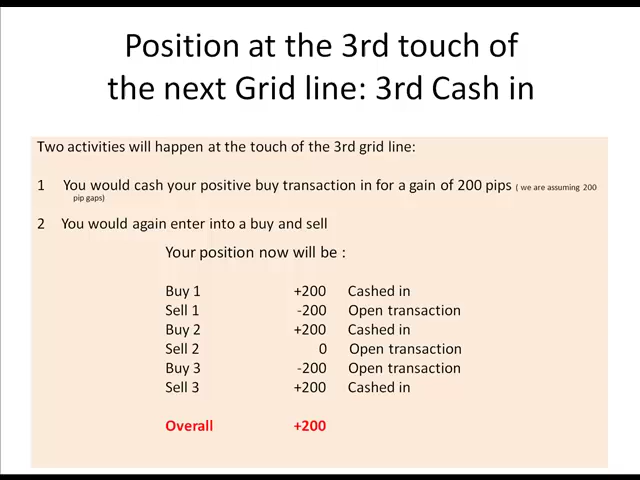 Position at the 3rd touch of
the next Grid line: 3rd Cash in
Two activities will happen at the touch of the 3rd grid line:
1 You would cash your positive buy transaction in for a gain of 200 pips ( we are assuming 200
pip gaps)
2 You would again enter into a buy and sell
Your position now will be :
Buy 1 +200 Cashed in
Sell 1 -200 Open transaction
Buy 2 +200 Cashed in
Sell 2 0 Open transaction
Buy 3 -200 Open transaction
Sell 3 +200 Cashed in
Overall +200